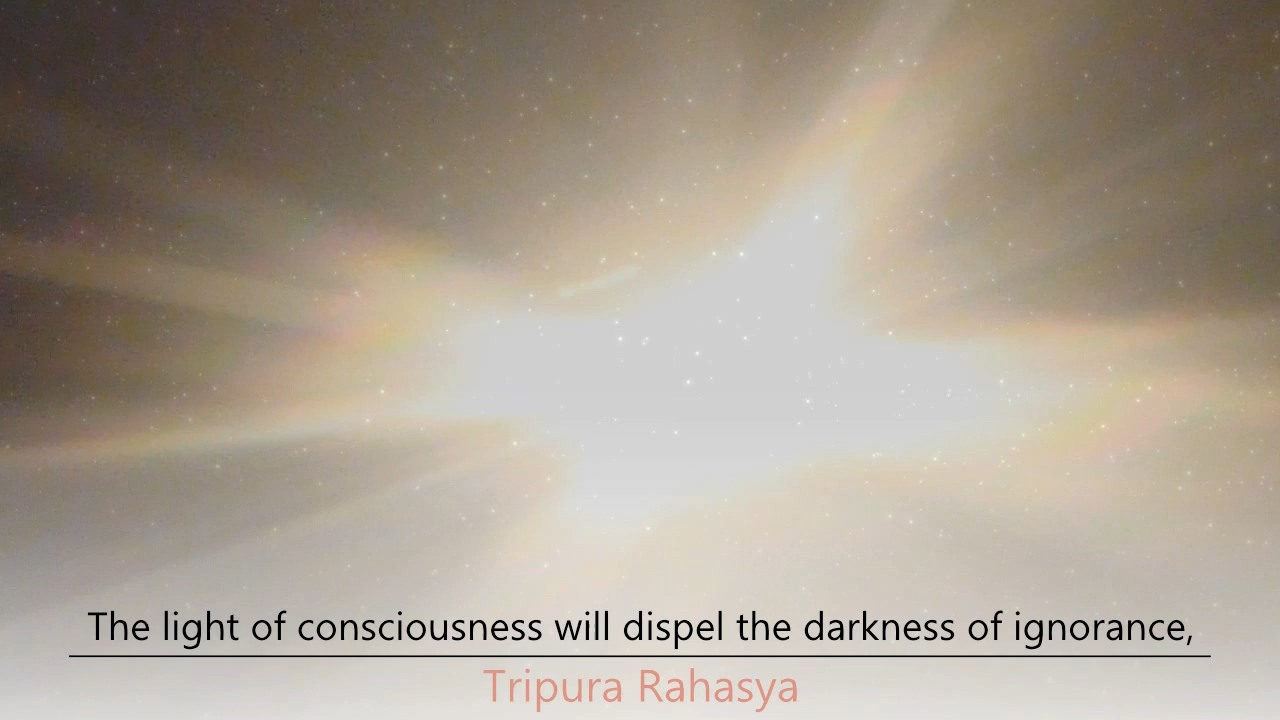 The light of consciousness will dispel the darkness of ignorance,
Tripura Rahasya